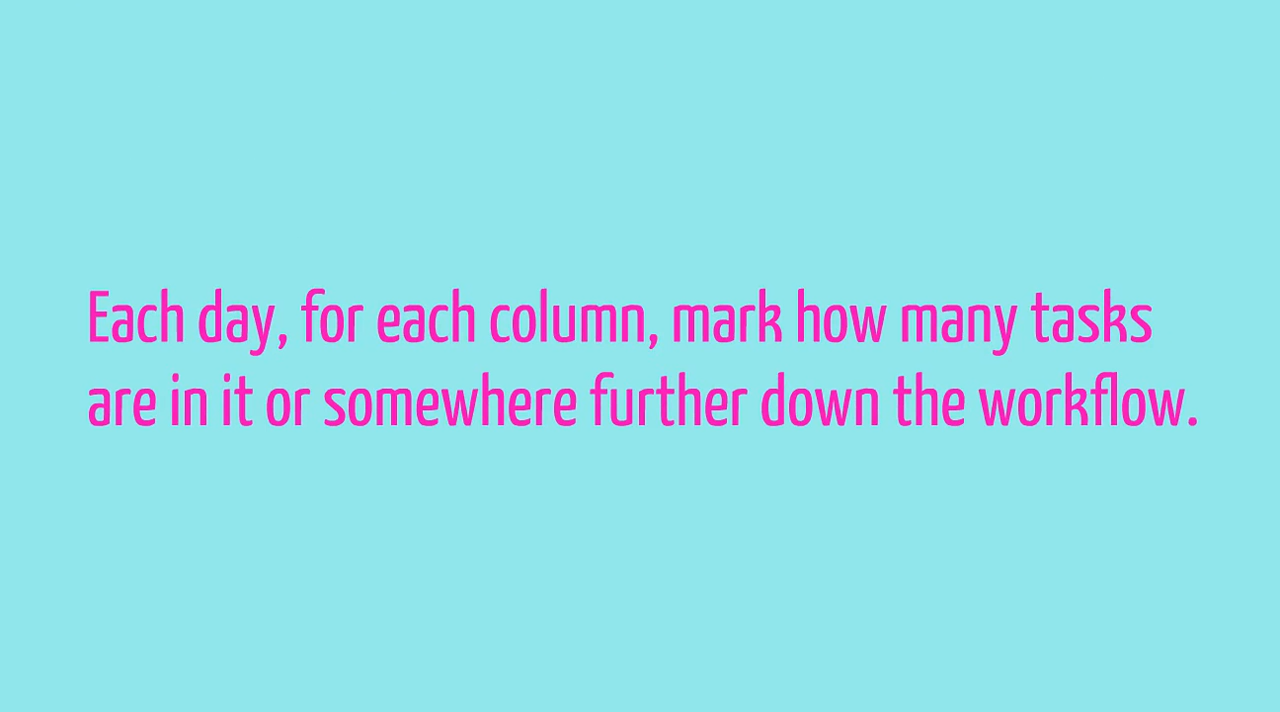 Each day, for each column, mark how many tasks
are in it or somewhere further down the workflow.